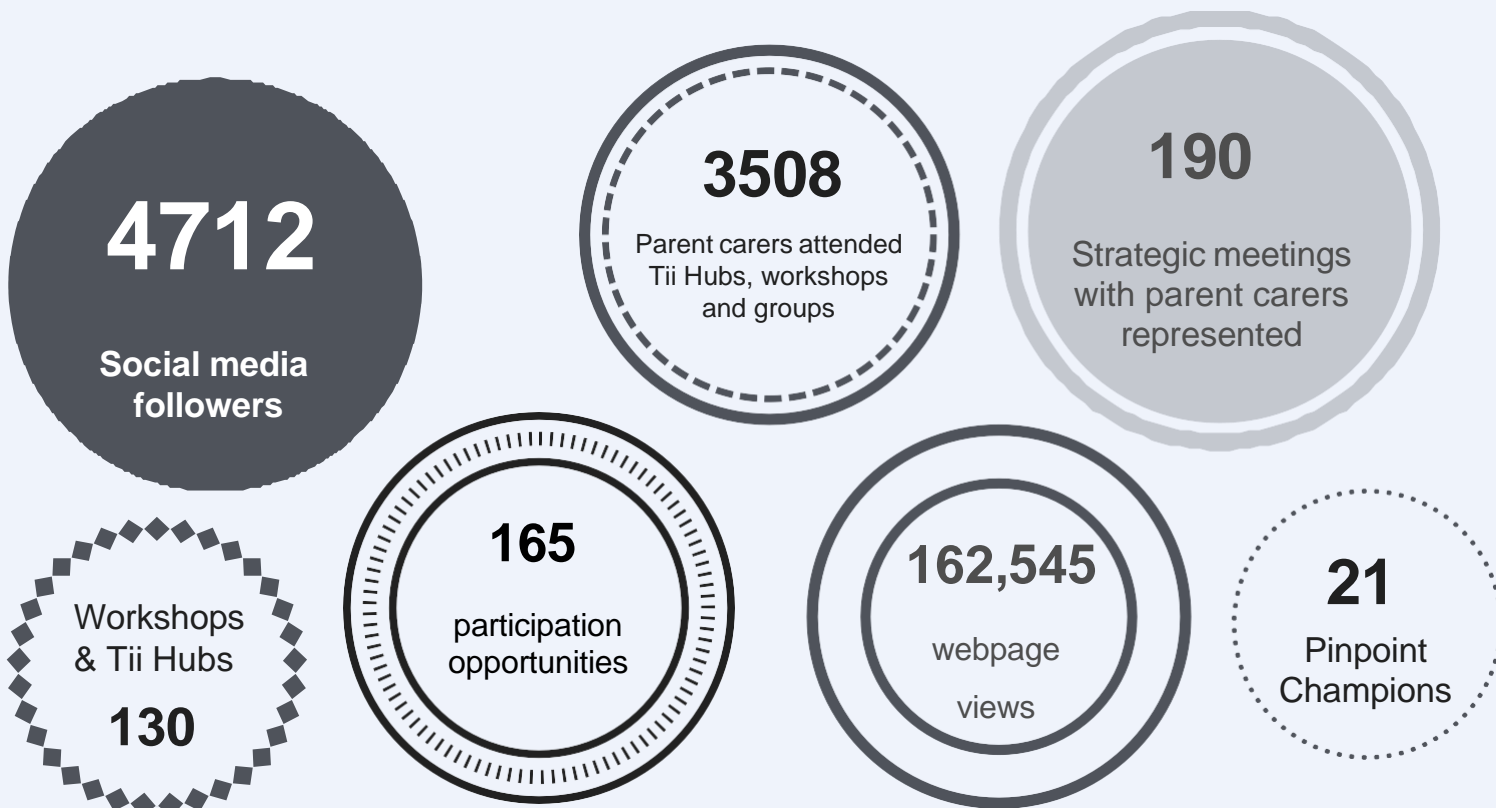 4712
Social media
followers
3508
Parent carers attended
Tii Hubs, workshops
and groups
190
Strategic meetings
with parent carers
represented
Workshops
& Tii Hubs
130
165
participation
opportunities
162,545
webpage
views
21
Pinpoint
Champions